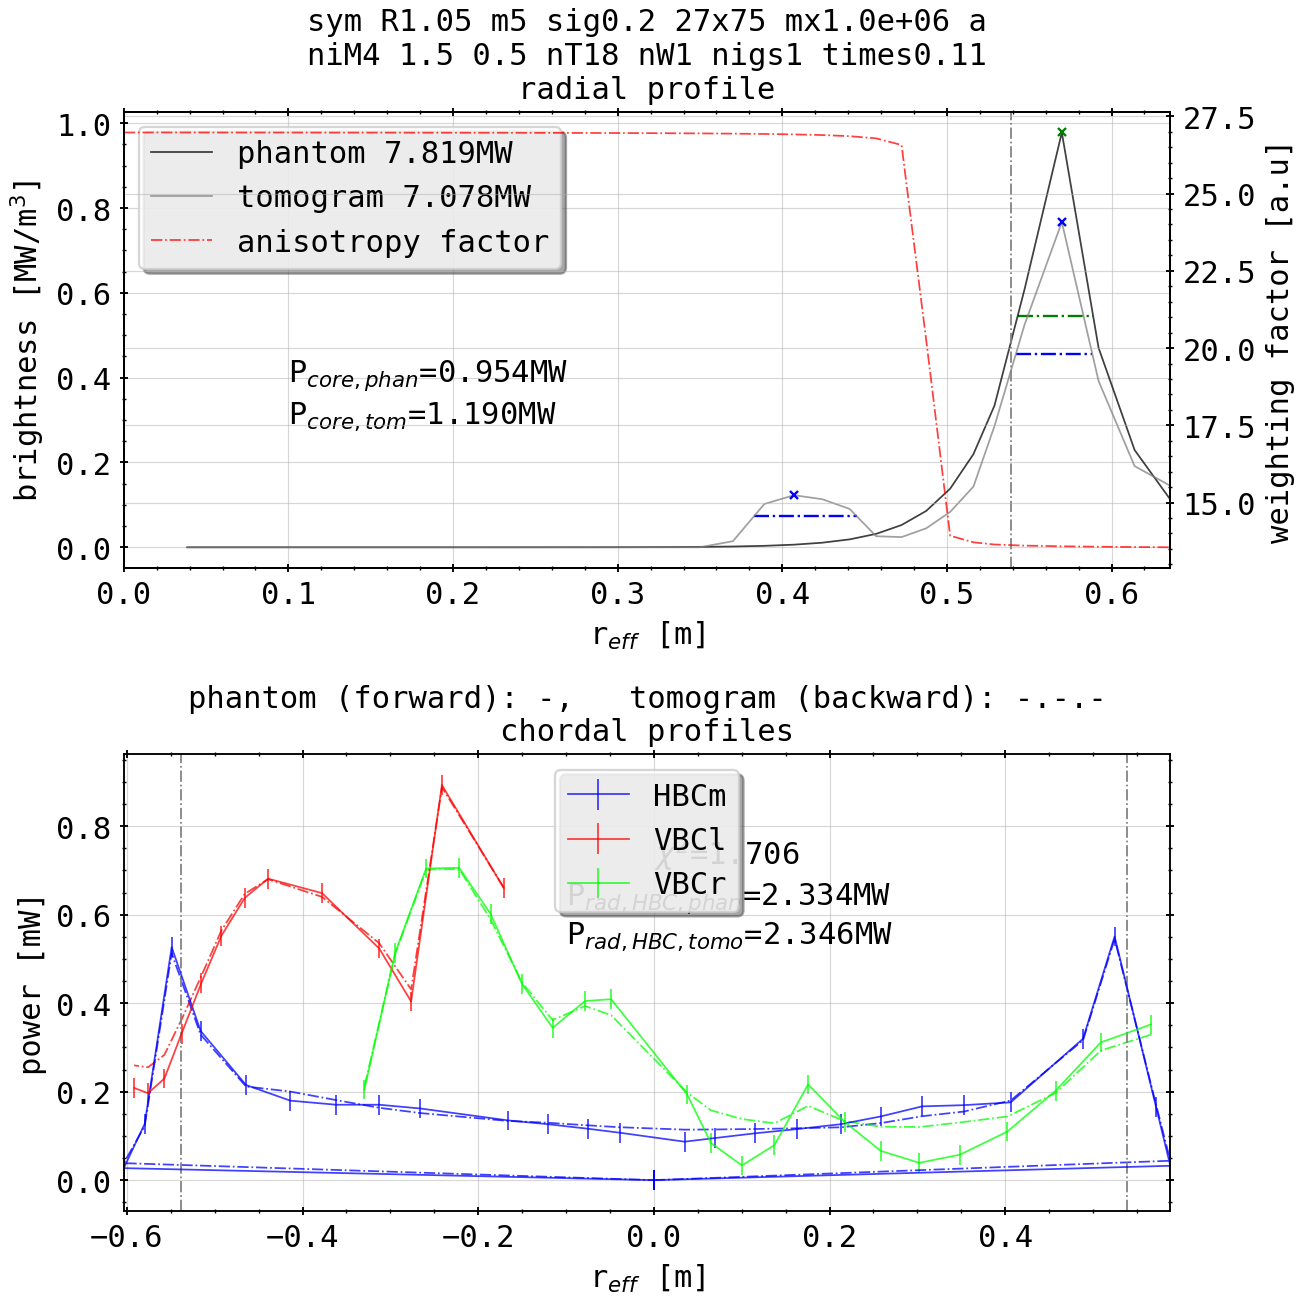 sym R1.05 m5 sig0.2 27x75 mx1.0e+06 a
niM4 1.5 0.5 nT18 nW1 nigs1 times0.11
radial profile
brightness [MW/m³]
1.0
0.8
0.6
0.4
0.2
0.0
phantom 7.819MW
tomogram 7.078MW
anisotropy factor
P_core,phan=0.954MW
P_core,tom=1.190MW
27.5
25.0
22.5
20.0
17.5
15.0
weighting factor [a.u]
0.0 0.1 0.2 0.3 0.4 0.5 0.6
r_eff [m]
phantom (forward): -, tomogram (backward): -.-.-
chordal profiles
power [mW]
0.8
0.6
0.4
0.2
0.0
HBCm
VBCl
VBCr
=1.706
P_rad,HBC,phan=2.334MW
P_rad,HBC,tomo=2.346MW
−0.6 −0.4 −0.2 0.0 0.2 0.4
r_eff [m]